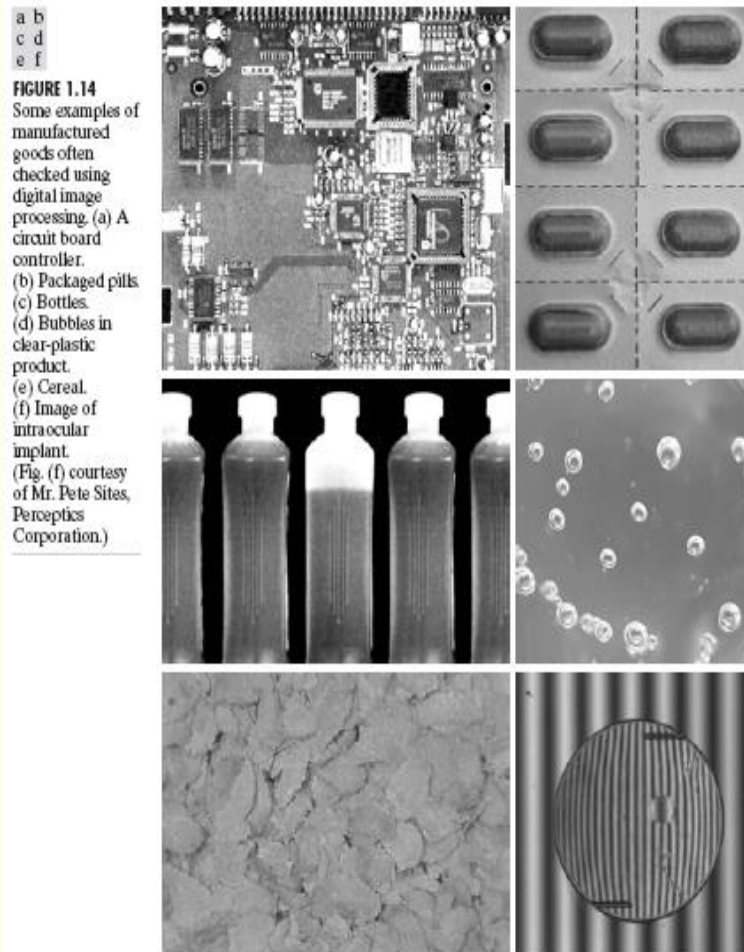 a b
c d
e f
FIGURE 1.14
Some examples of
manufactured
goods often
checked using
digital image
processing. (a) A
circuit board
controller.
(b) Packaged pills.
(c) Bottles.
(d) Bubbles in
clear-plastic
product.
(e) Cereal.
(f) Image of
intraocular
implant.
(Fig. (f) courtesy
of Mr. Pete Sites,
Perceptics
Corporation.)